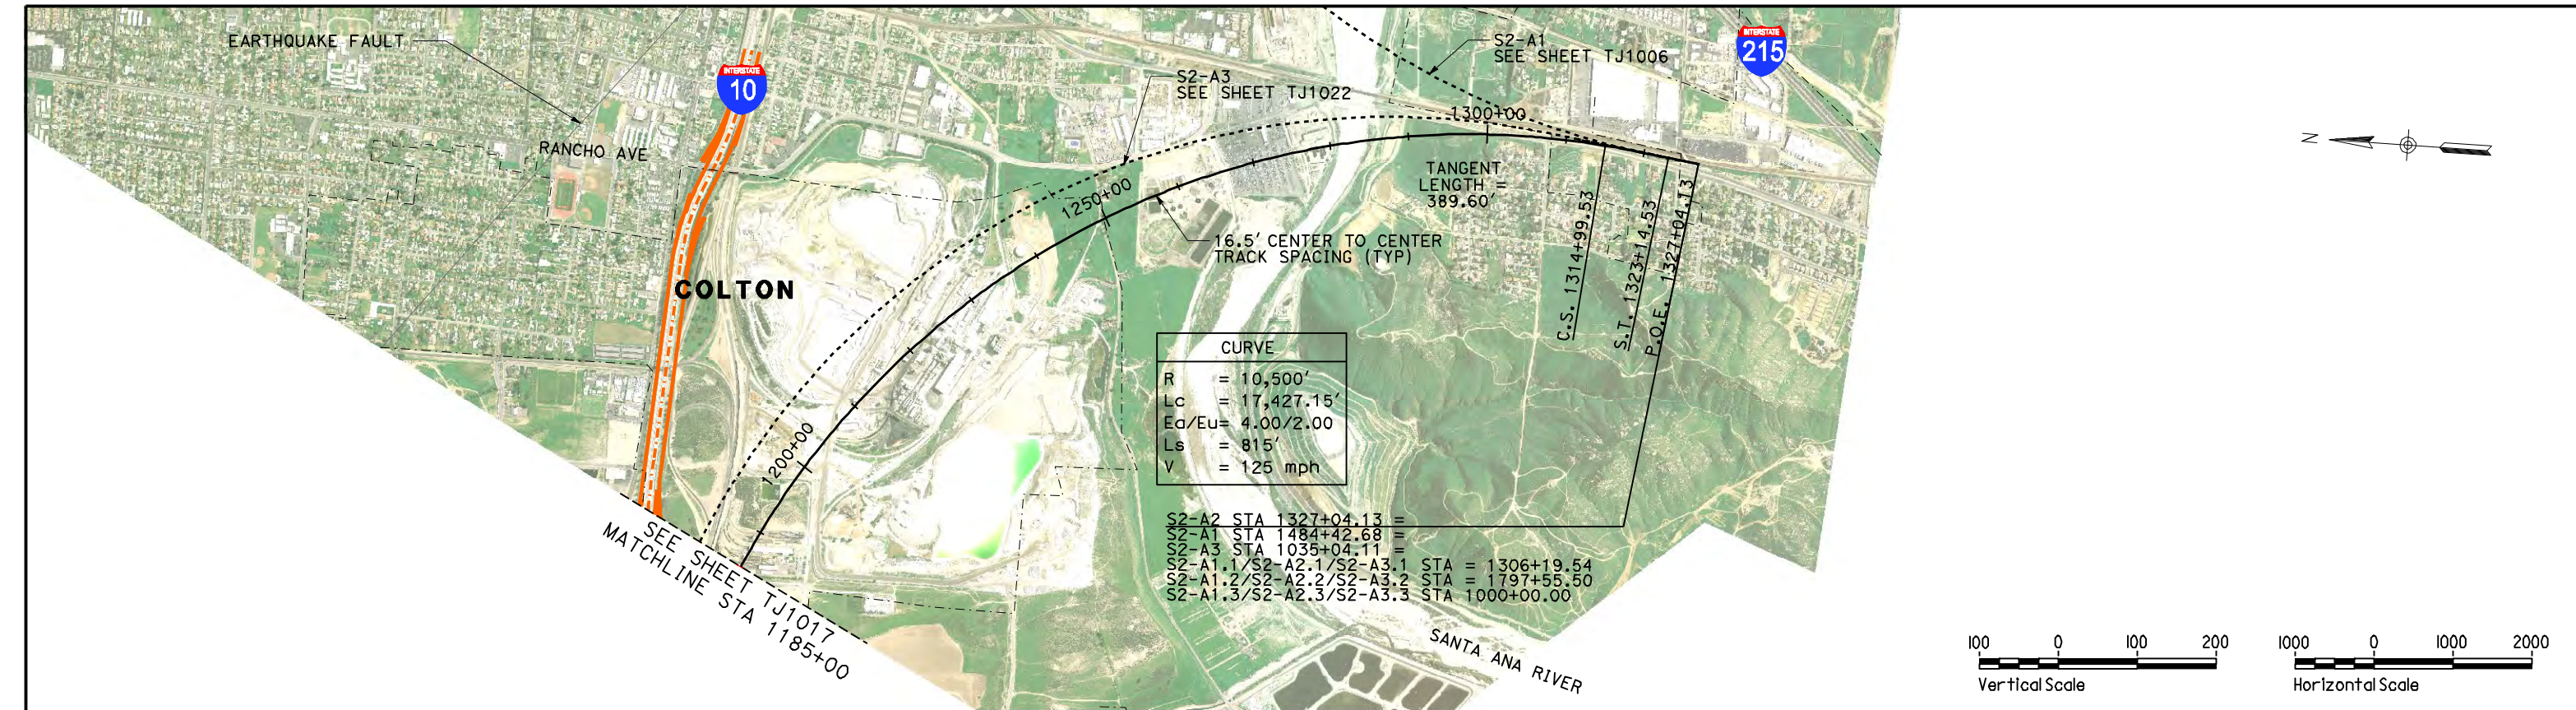 EARTHQUAKE FAULT
INTERSTATE
10
RANCHO AVE
COLTON
S2-A3
SEE SHEET TJ1022
S2-A1
SEE SHEET TJ1006
INTERSTATE
215
N
1300+00
1250+00
1200+00
TANGENT
LENGTH =
389.60'
16.5' CENTER TO CENTER
TRACK SPACING (TYP)
C.S. 1314+99.53
S.T. 1323+14.53
P.O.E. 1327+04.13
CURVE
R = 10,500'
Lc = 17,427.15'
Ea/Eu= 4.00/2.00
Ls = 815'
V = 125 mph
S2-A2 STA 1327+04.13 =
S2-A1 STA 1484+42.68 =
S2-A3 STA 1035+04.11 =
S2-A1.1/S2-A2.1/S2-A3.1 STA = 1306+19.54
S2-A1.2/S2-A2.2/S2-A3.2 STA = 1797+55.50
S2-A1.3/S2-A2.3/S2-A3.3 STA 1000+00.00
SEE SHEET TJ1017
MATCHLINE STA 1185+00
SANTA ANA RIVER
100 0 100 200
Vertical Scale
1000 0 1000 2000
Horizontal Scale